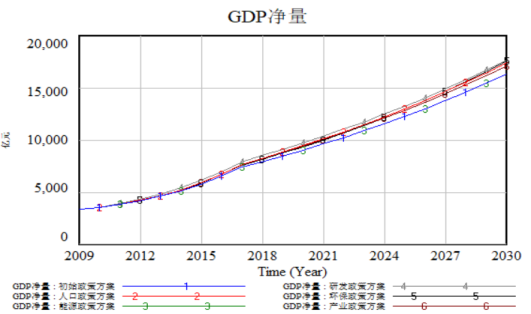 GDP净量
20,000
15,000
亿元
10,000
5,000
0
2009 2012 2015 2018 2021 2024 2027 2030
Time (Year)
GDP净量：初始政策方案 1 GDP净量：研发政策方案 4 4
GDP净量：人口政策方案 2 2 GDP净量：环保政策方案 5 5
GDP净量：能源政策方案 3 3 GDP净量：产业政策方案 6 6